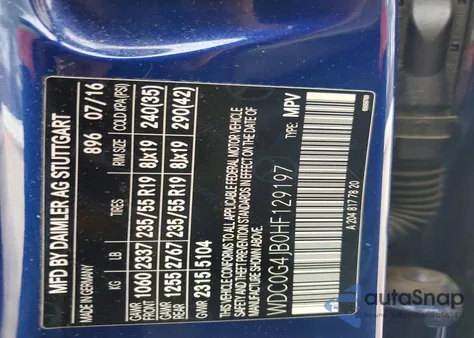 MFD BY DAIMLER AG STUTTGART
MADE IN GERMANY 896 07/16
KG LB TIRES RIM SIZE COLD KPA(PSI)
GAWR FRONT 1060 2337 235/55 R19 8Jx19 240(35)
GAWR REAR 1255 2767 235/55 R19 8Jx19 290(42)
GVWR 2315 5104
THIS VEHICLE CONFORMS TO ALL APPLICABLE FEDERAL MOTOR VEHICLE
SAFETY, BUMPER AND THEFT PREVENTION STANDARDS IN EFFECT ON THE DATE OF
MANUFACTURE SHOWN ABOVE.
WDC0G4JB0HF129197 TYPE: MPV
A 204 817 78 20
autoSnap